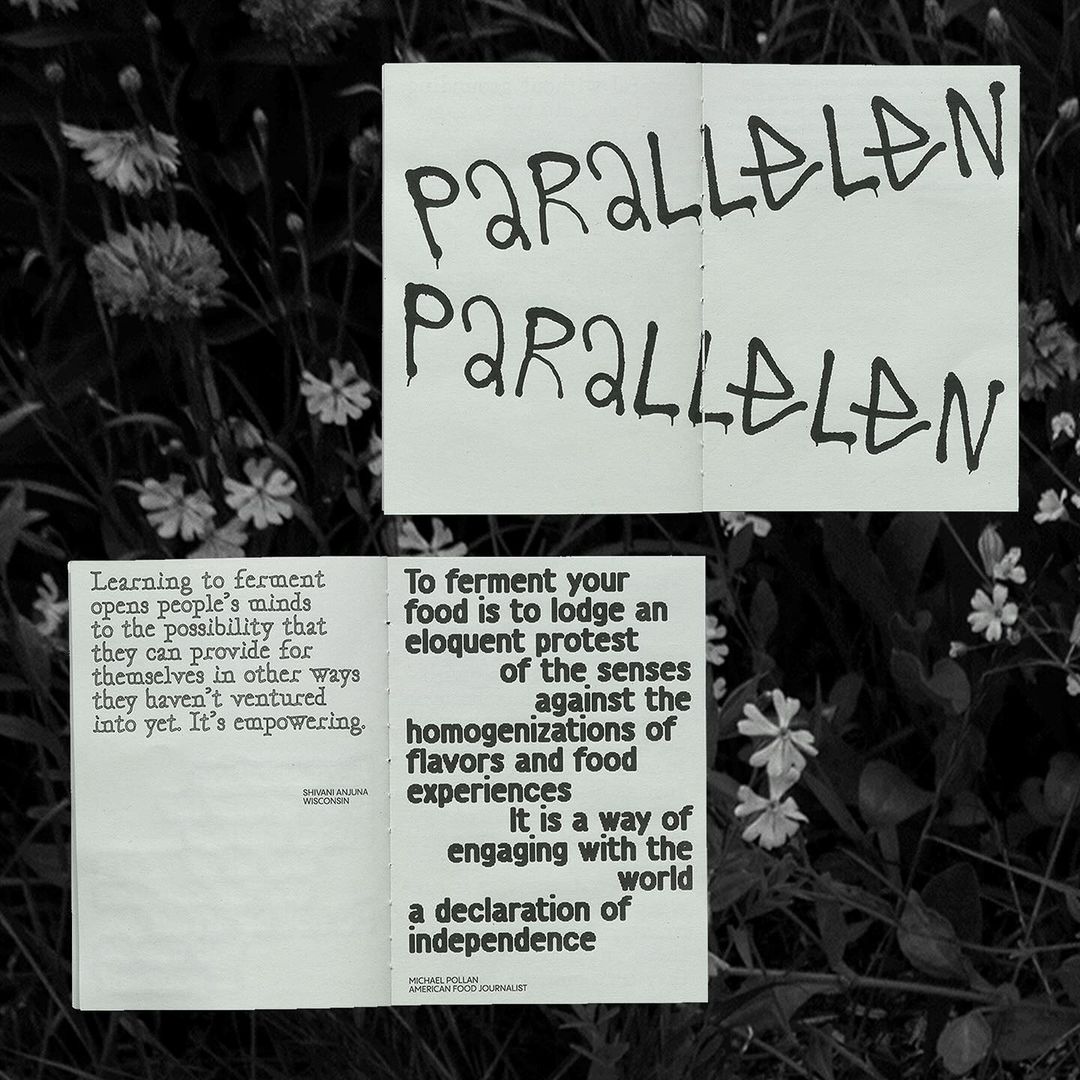 PaRaLLeLeN
PaRaLLeLeN
Learning to ferment
opens people's minds
to the possibility that
they can provide for
themselves in other ways
they haven't ventured
into yet. It's empowering.
SHIVANI ANJUNA
WISCONSIN
To ferment your
food is to lodge an
eloquent protest
of the senses
against the
homogenizations of
flavors and food
experiences
It is a way of
engaging with the
world
a declaration of
independence
MICHAEL POLLAN
AMERICAN FOOD JOURNALIST